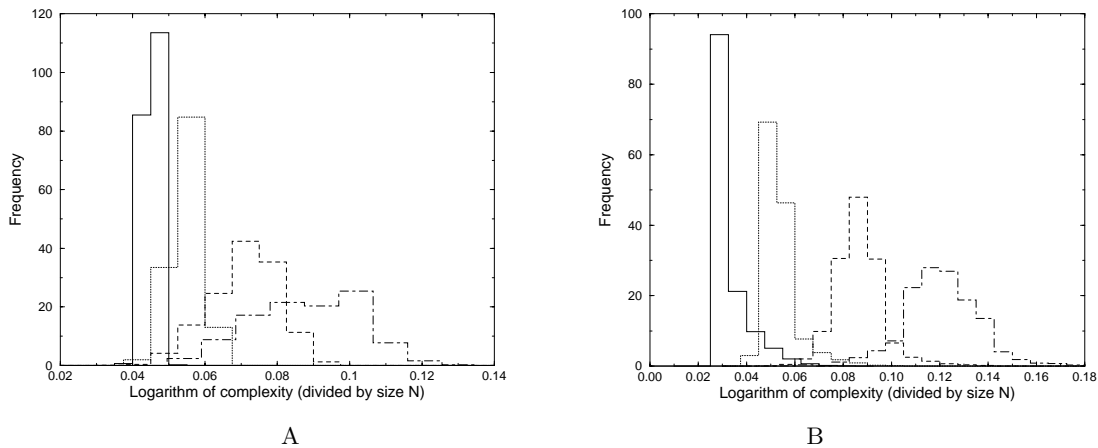 120
100
80
60
40
20
0
Frequency
0.02 0.04 0.06 0.08 0.1 0.12 0.14
Logarithm of complexity (divided by size N)
A
100
80
60
40
20
0
Frequency
0.00 0.02 0.04 0.06 0.08 0.10 0.12 0.14 0.16 0.18
Logarithm of complexity (divided by size N)
B